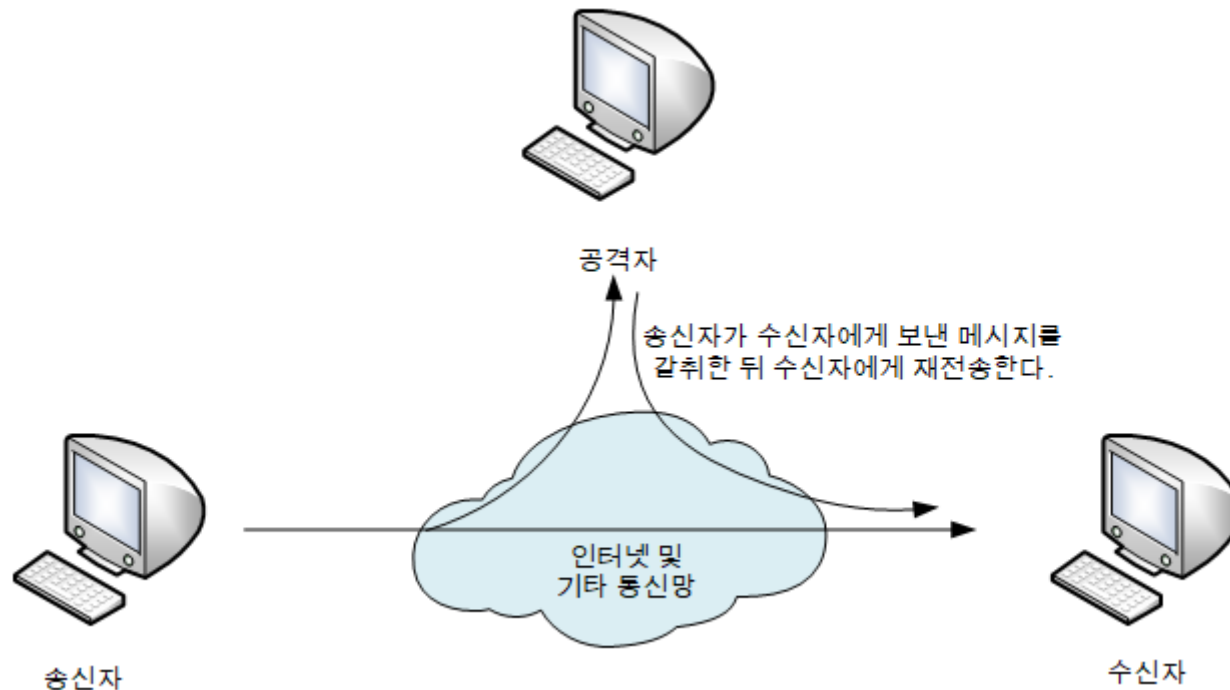 공격자
송신자가 수신자에게 보낸 메시지를
갈취한 뒤 수신자에게 재전송한다.
인터넷 및
기타 통신망
송신자
수신자